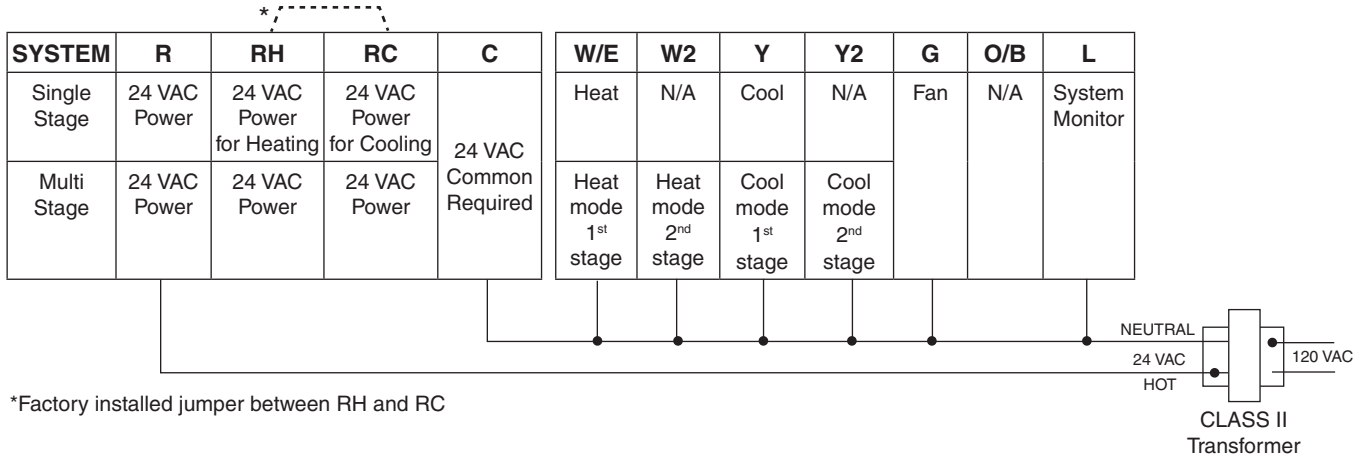 *
SYSTEM R RH RC C W/E W2 Y Y2 G O/B L
Single
Stage
24 VAC
Power
24 VAC
Power
for Heating
24 VAC
Power
for Cooling
24 VAC
Common
Required
Heat
N/A
Cool
N/A
Fan
N/A
System
Monitor
Multi
Stage
24 VAC
Power
24 VAC
Power
24 VAC
Power
Heat
mode
1st
stage
Heat
mode
2nd
stage
Cool
mode
1st
stage
Cool
mode
2nd
stage
NEUTRAL
24 VAC
HOT
120 VAC
CLASS II
Transformer
*Factory installed jumper between RH and RC